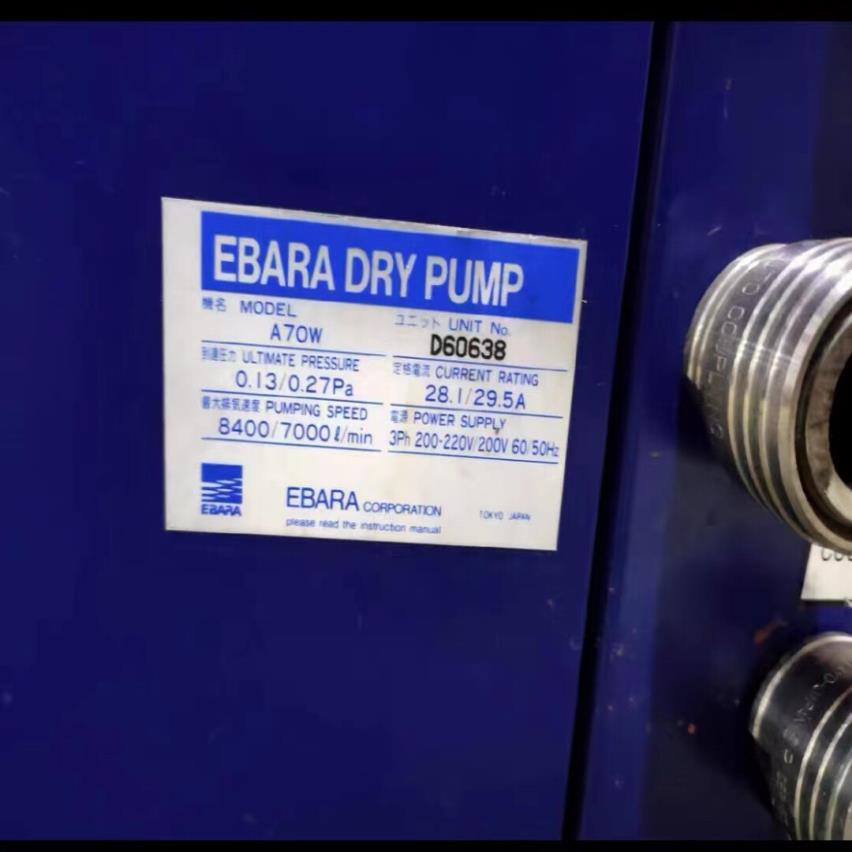 EBARA DRY PUMP
機名 MODEL
A70W
ユニット UNIT No.
D60638
到達圧力 ULTIMATE PRESSURE
0.13/0.27Pa
定格電流 CURRENT RATING
28.1/29.5A
最大排気速度 PUMPING SPEED
8400/7000 ℓ/min
電源 POWER SUPPLY
3Ph 200-220V/200V 60/50Hz
EBARA
EBARA CORPORATION
TOKYO JAPAN
please read the instruction manual
COUPLING